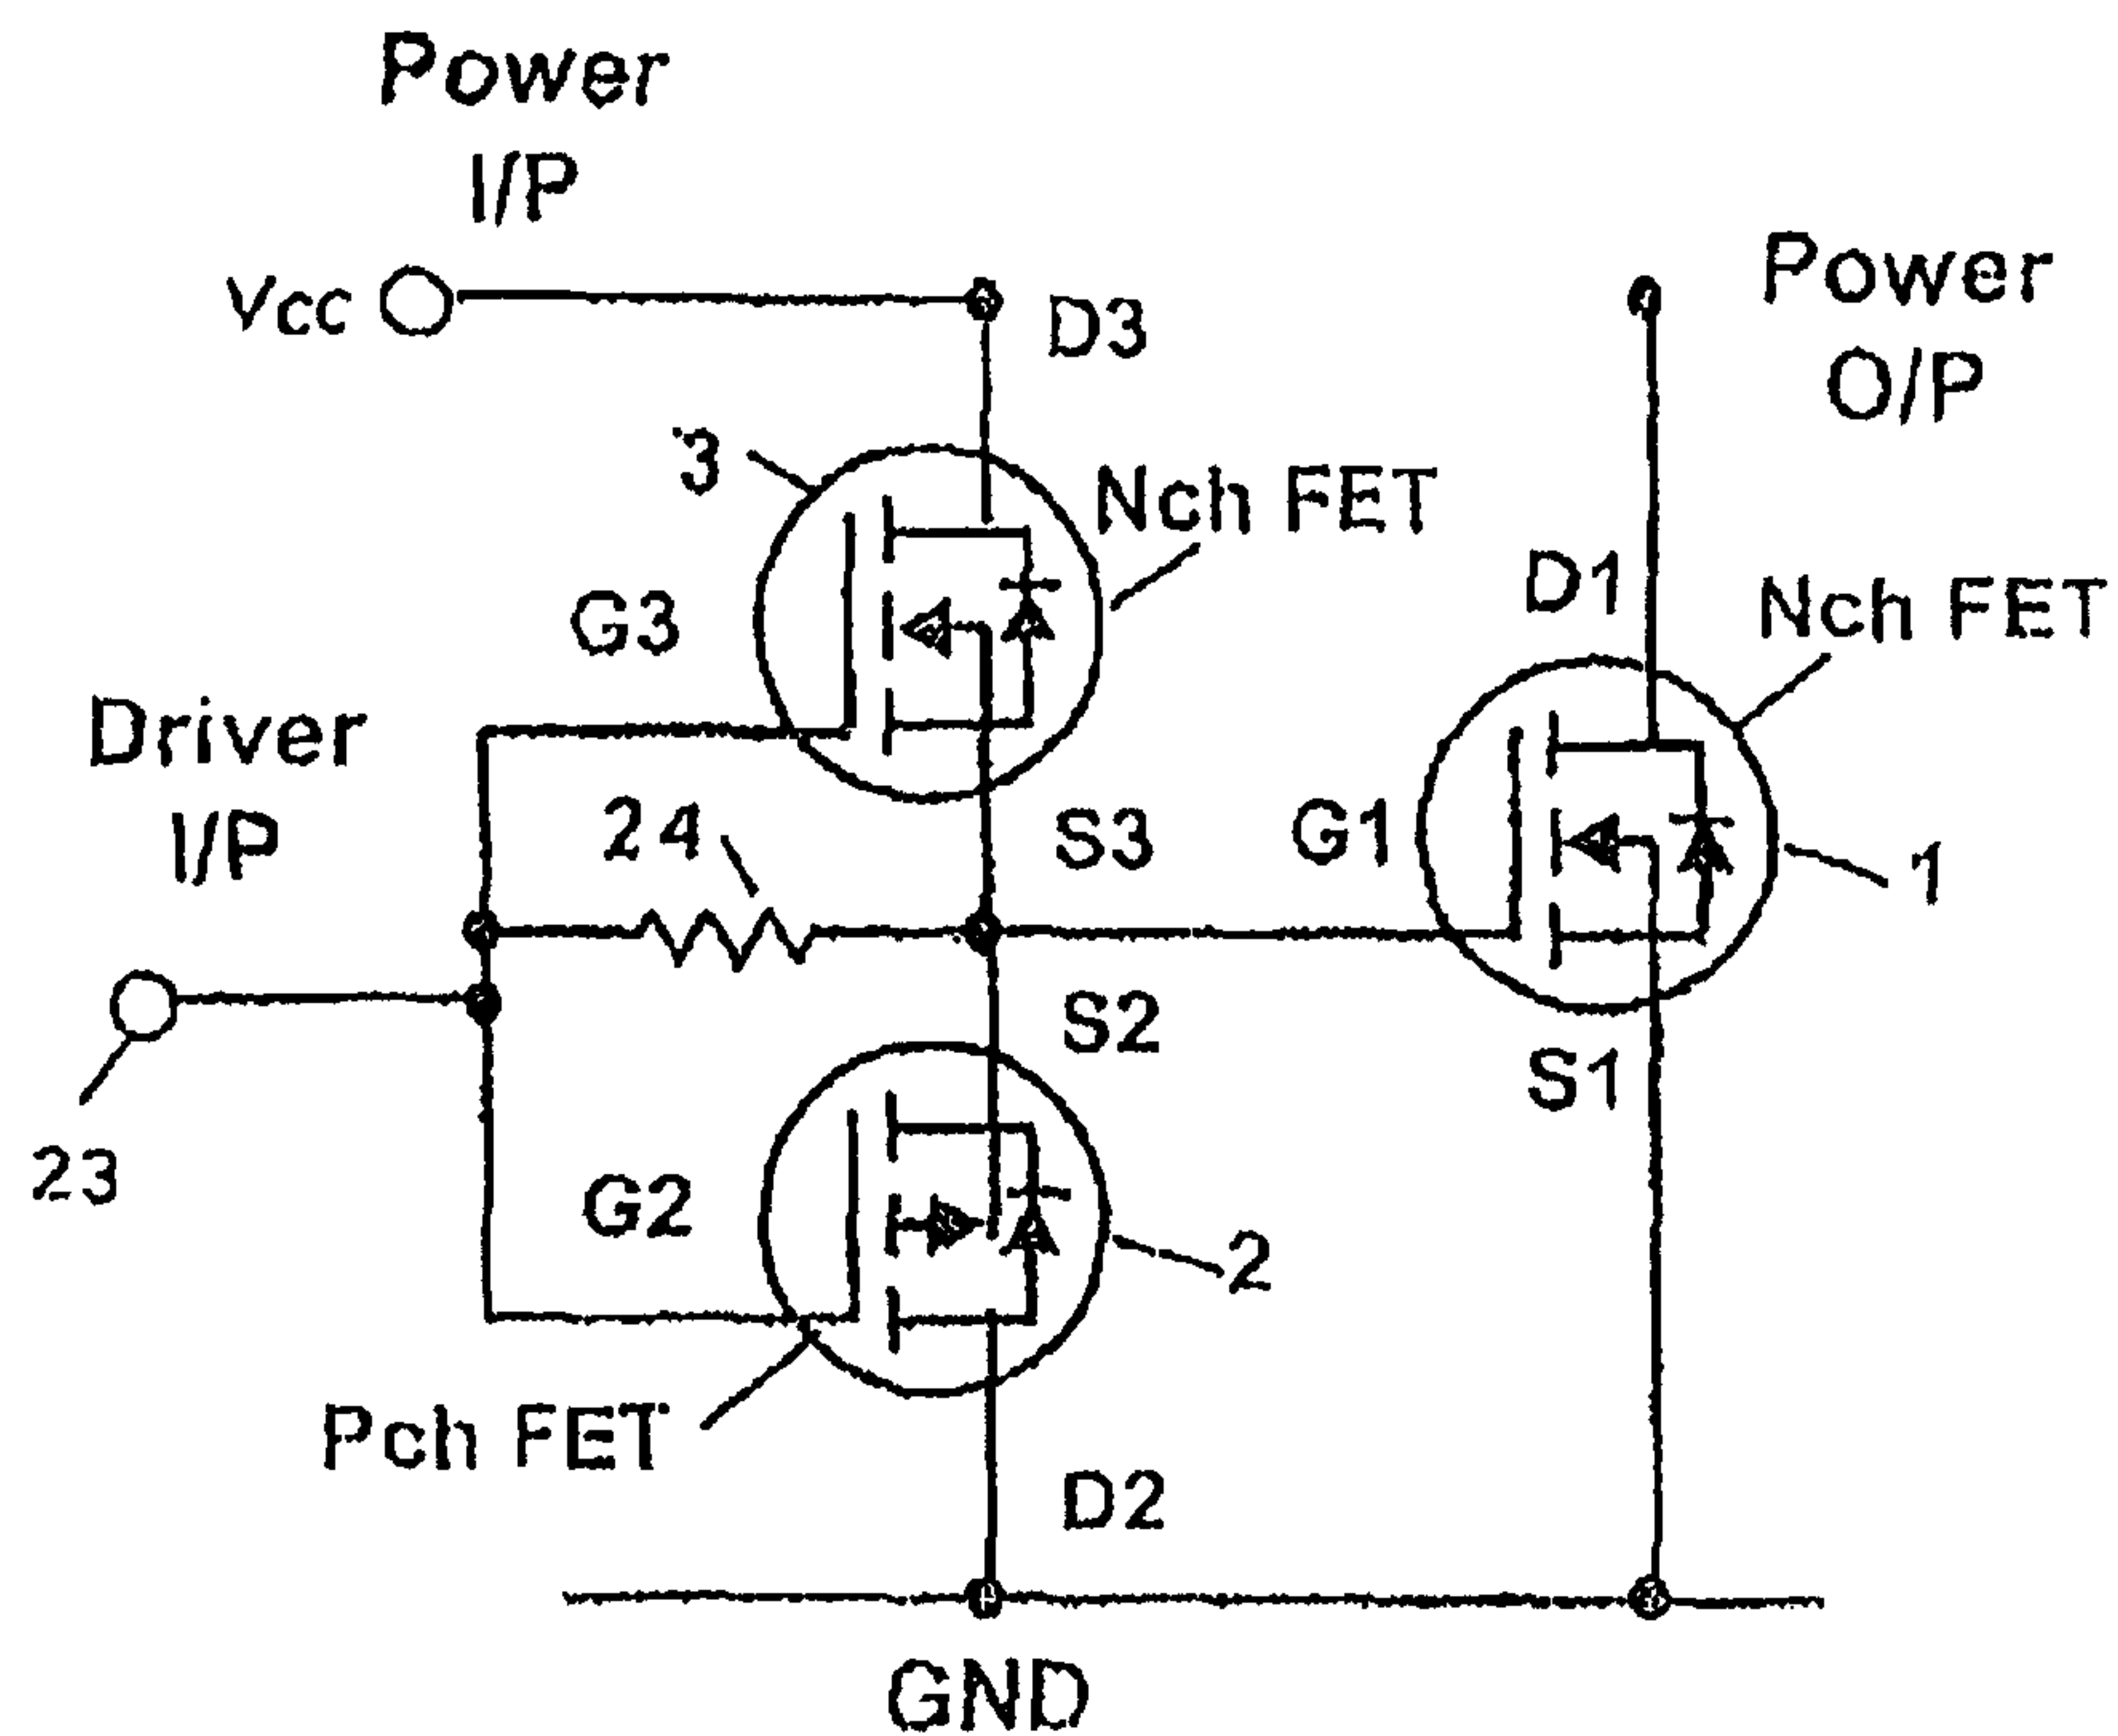 Power
I/P
Vcc
D3
Power
O/P
3
Nch FET
G3
D1
Nch FET
Driver
I/P
24
S3
G1
1
S2
S1
23
G2
2
Pch FET
D2
GND